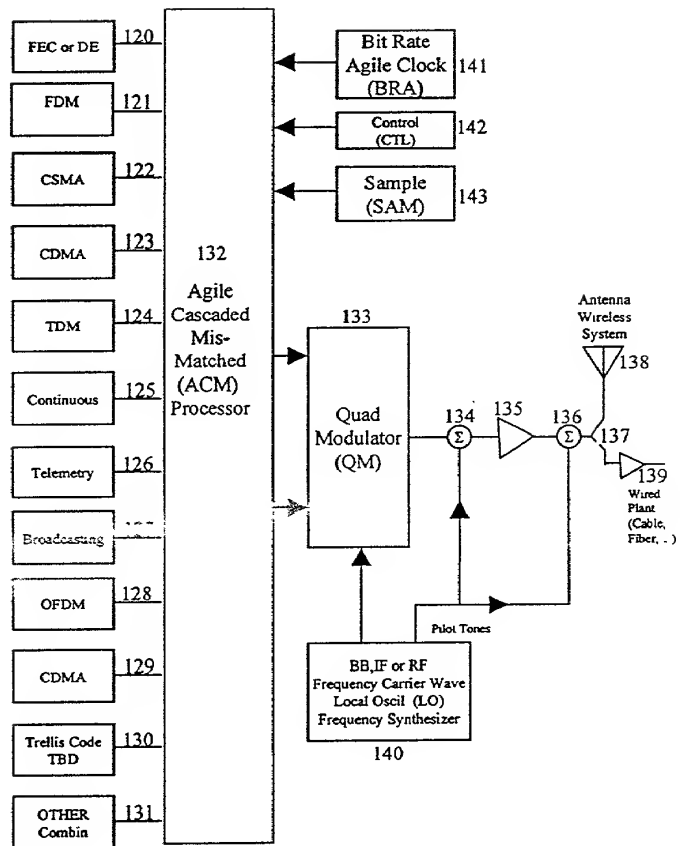 FEC or DE
120
FDM
121
CSMA
122
CDMA
123
TDM
124
Continuous
125
Telemetry
126
Broadcasting
OFDM
128
CDMA
129
Trellis Code
TBD
130
OTHER
Combin
131
132
Agile
Cascaded
Mis-
Matched
(ACM)
Processor
Bit Rate
Agile Clock
(BRA)
141
Control
(CTL)
142
Sample
(SAM)
143
133
Quad
Modulator
(QM)
134
Σ
135
136
Σ
137
Antenna
Wireless
System
138
139
Wired
Plant
(Cable,
Fiber, . . )
Pilot Tones
BB,IF or RF
Frequency Carrier Wave
Local Oscil (LO)
Frequency Synthesizer
140